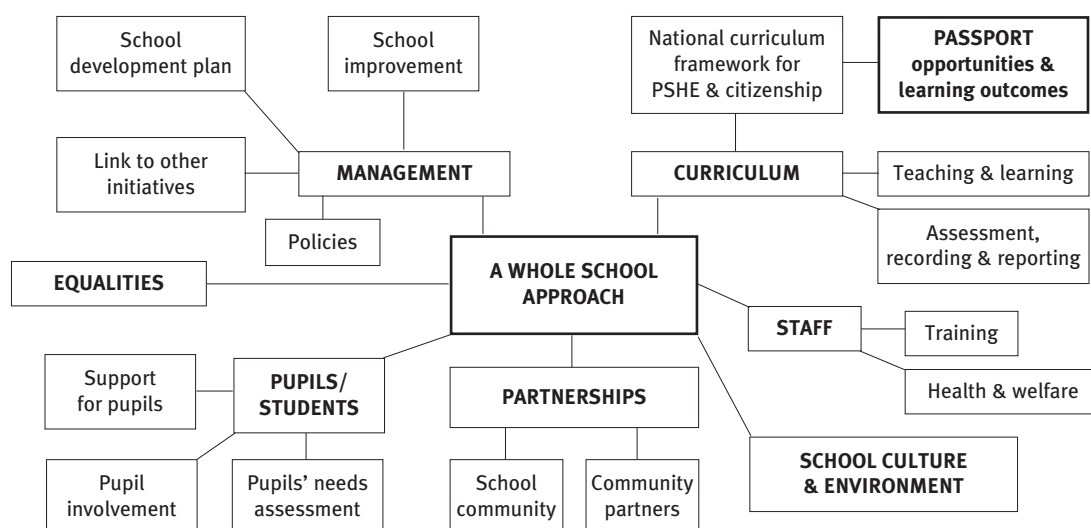 School
development plan
School
improvement
National curriculum
framework for
PSHE & citizenship
PASSPORT
opportunities &
learning outcomes
Link to other
initiatives
MANAGEMENT
CURRICULUM
Teaching & learning
Policies
Assessment,
recording & reporting
EQUALITIES
A WHOLE SCHOOL
APPROACH
STAFF
Training
Support
for pupils
PUPILS/
STUDENTS
PARTNERSHIPS
Health & welfare
Pupil
involvement
Pupils’ needs
assessment
School
community
Community
partners
SCHOOL CULTURE
& ENVIRONMENT